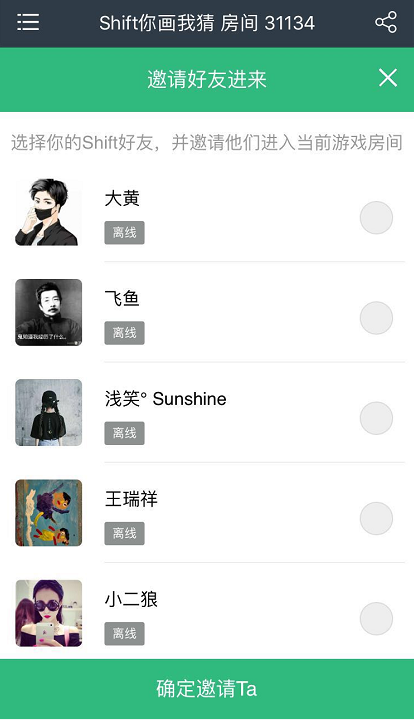 Shift你画我猜 房间 31134
邀请好友进来
选择你的Shift好友，并邀请他们进入当前游戏房间
大黄
离线
飞鱼
离线
浅笑° Sunshine
离线
王瑞祥
离线
小二狼
离线
确定邀请Ta